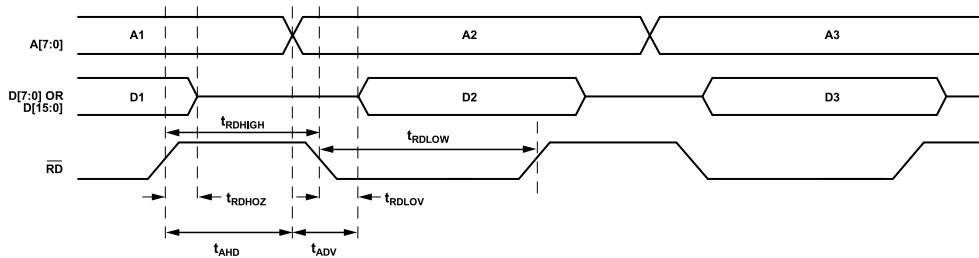 A[7:0]
A1
A2
A3
D[7:0] OR
D[15:0]
D1
D2
D3
tRDHIGH
tRDLOW
RD
tRDHOZ
tRDLOV
tAHD
tADV